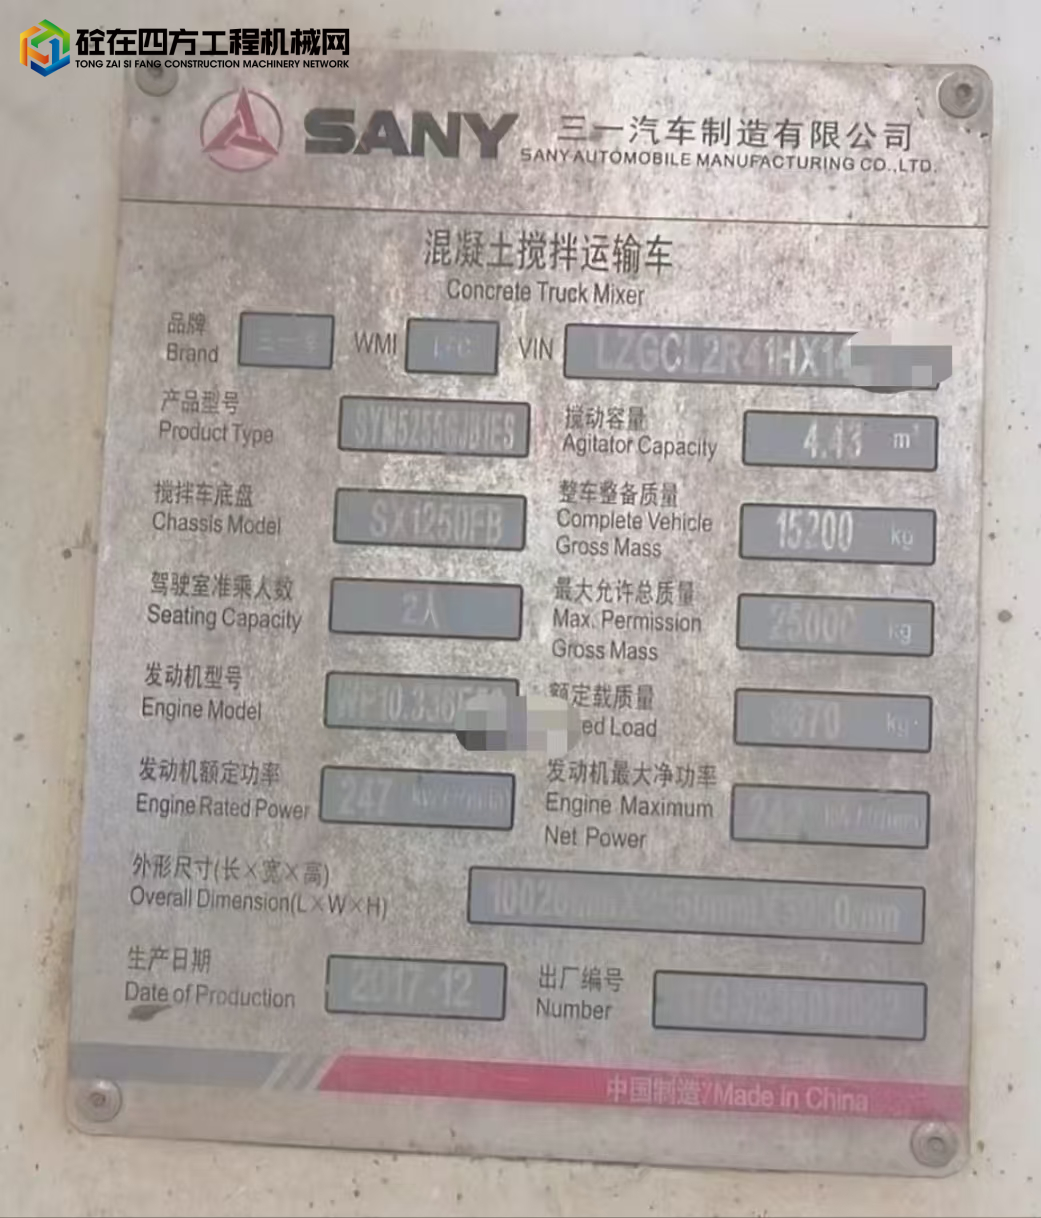 砼在四方工程机械网
TONG ZAI SI FANG CONSTRUCTION MACHINERY NETWORK
SANY 三一汽车制造有限公司
SANY AUTOMOBILE MANUFACTURING CO.,LTD.
混凝土搅拌运输车
Concrete Truck Mixer
品牌
Brand
WMI
VIN LZGCL2R41HX14
产品型号
Product Type
搅动容量
Agitator Capacity 4.43 m³
搅拌车底盘
Chassis Model SX1250FB
整车整备质量
Complete Vehicle
Gross Mass 15200 kg
驾驶室准乘人数
Seating Capacity 2人
最大允许总质量
Max. Permission
Gross Mass 25000 kg
发动机型号
Engine Model
额定载质量
ed Load kg
发动机额定功率
Engine Rated Power 247
发动机最大净功率
Engine Maximum
Net Power
外形尺寸(长×宽×高)
Overall Dimension(L×W×H)
生产日期
Date of Production 2017-12
出厂编号
Number
中国制造/Made in China